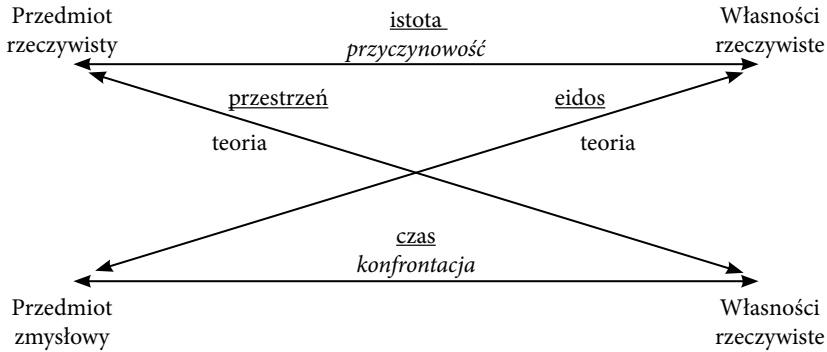 Przedmiot
rzeczywisty
istota
przyczynowość
Własności
rzeczywiste
przestrzeń
eidos
teoria
teoria
czas
konfrontacja
Przedmiot
zmysłowy
Własności
rzeczywiste